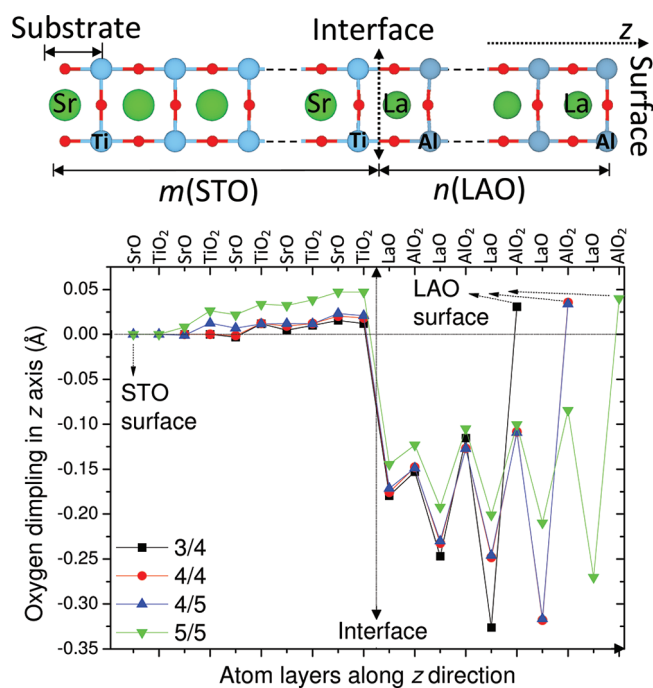 Substrate
Interface
z
Surface
Sr
Sr
La
La
Ti
Ti
Al
Al
m(STO)
n(LAO)
SrO
TiO₂
SrO
TiO₂
SrO
TiO₂
SrO
TiO₂
SrO
TiO₂
LaO
AlO₂
LaO
AlO₂
LaO
AlO₂
LaO
AlO₂
LaO
AlO₂
Oxygen dimpling in z axis (Å)
0.05
0.00
-0.05
-0.10
-0.15
-0.20
-0.25
-0.30
-0.35
LAO
surface
STO
surface
3/4
4/4
4/5
5/5
Interface
Atom layers along z direction